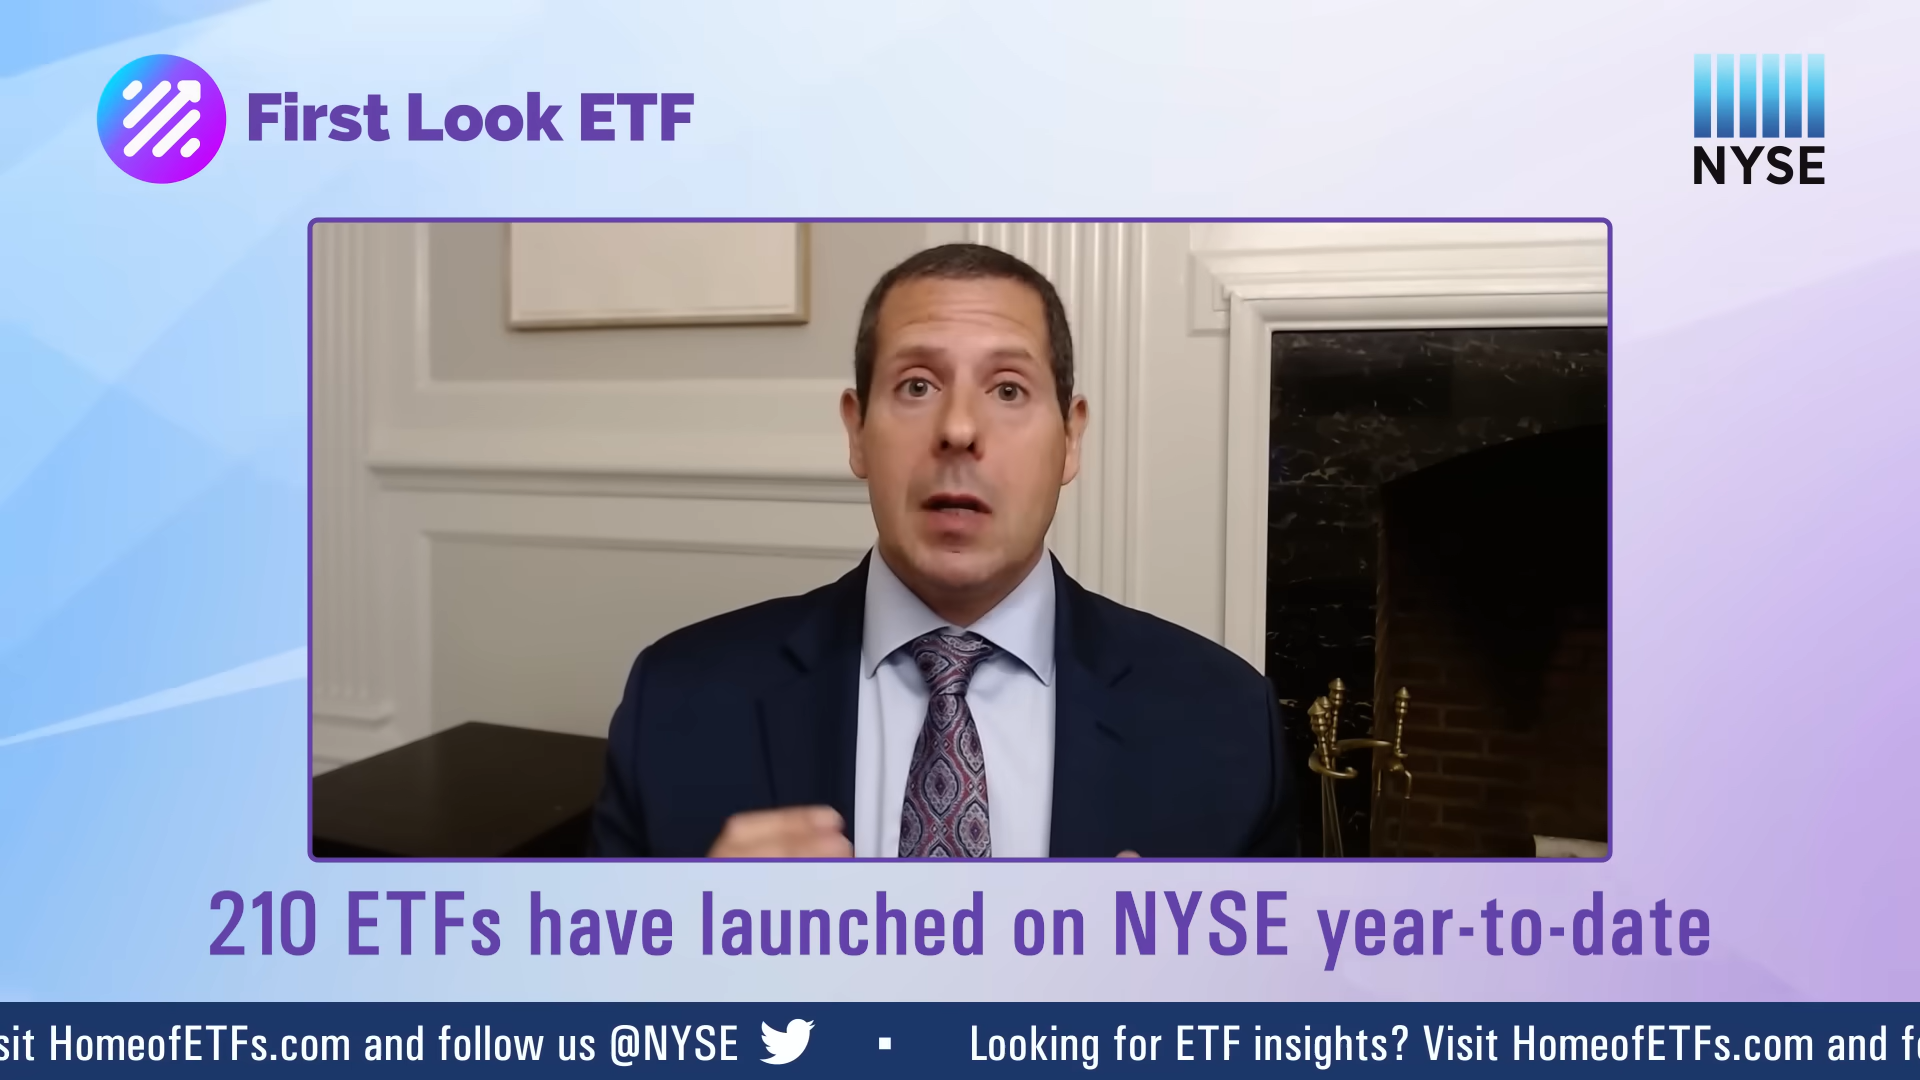 First Look ETF
NYSE
210 ETFs have launched on NYSE year-to-date
sit HomeofETFs.com and follow us @NYSE ▪ Looking for ETF insights? Visit HomeofETFs.com and fo